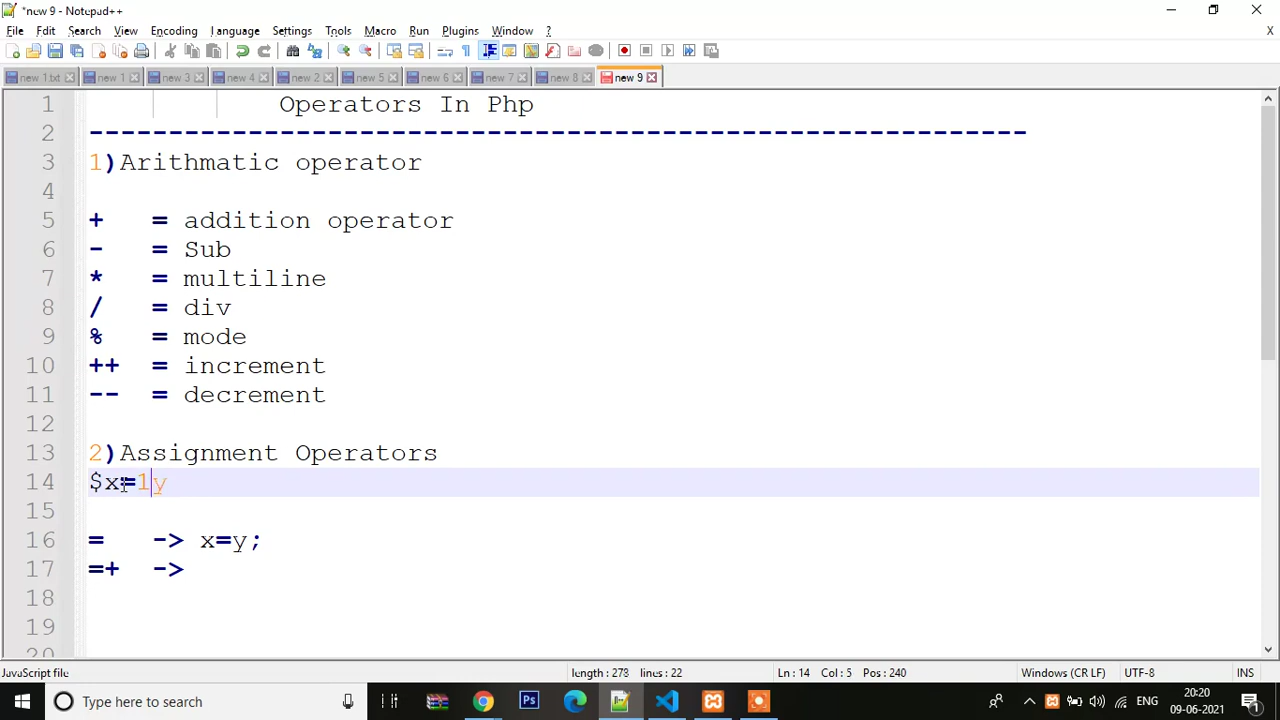 *new 9 - Notepad++
File Edit Search View Encoding Language Settings Tools Macro Run Plugins Window ? X
new 1.txt new 1 new 3 new 4 new 2 new 5 new 6 new 7 new 8 new 9
1 Operators In Php
2 -----------------------------------------------------------
3 1)Arithmatic operator
4
5 + = addition operator
6 - = Sub
7 * = multiline
8 / = div
9 % = mode
10 ++ = increment
11 -- = decrement
12
13 2)Assignment Operators
14 $x=1y
15
16 = -> x=y;
17 =+ ->
18
19
20
JavaScript file length : 278 lines : 22 Ln : 14 Col : 5 Pos : 240 Windows (CR LF) UTF-8 INS
Type here to search Ps ENG 20:20 09-06-2021 1